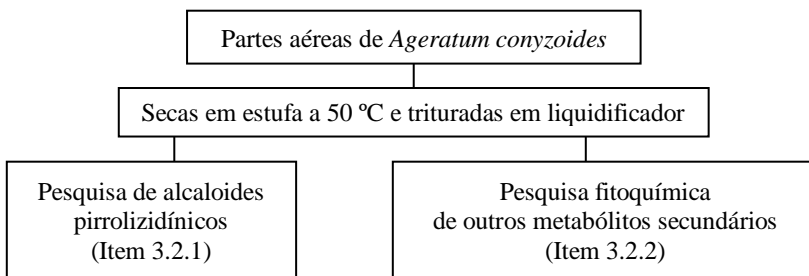 Partes aéreas de Ageratum conyzoides
Secas em estufa a 50 ºC e trituradas em liquidificador
Pesquisa de alcaloides
pirrolizidínicos
(Item 3.2.1)
Pesquisa fitoquímica
de outros metabólitos secundários
(Item 3.2.2)